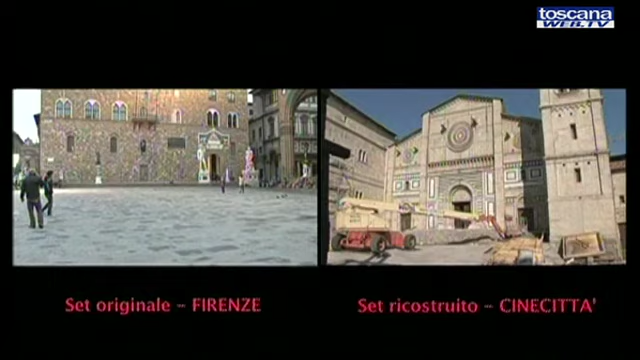 toscana
WEB.TV
Set originale - FIRENZE
Set ricostruito - CINECITTA'